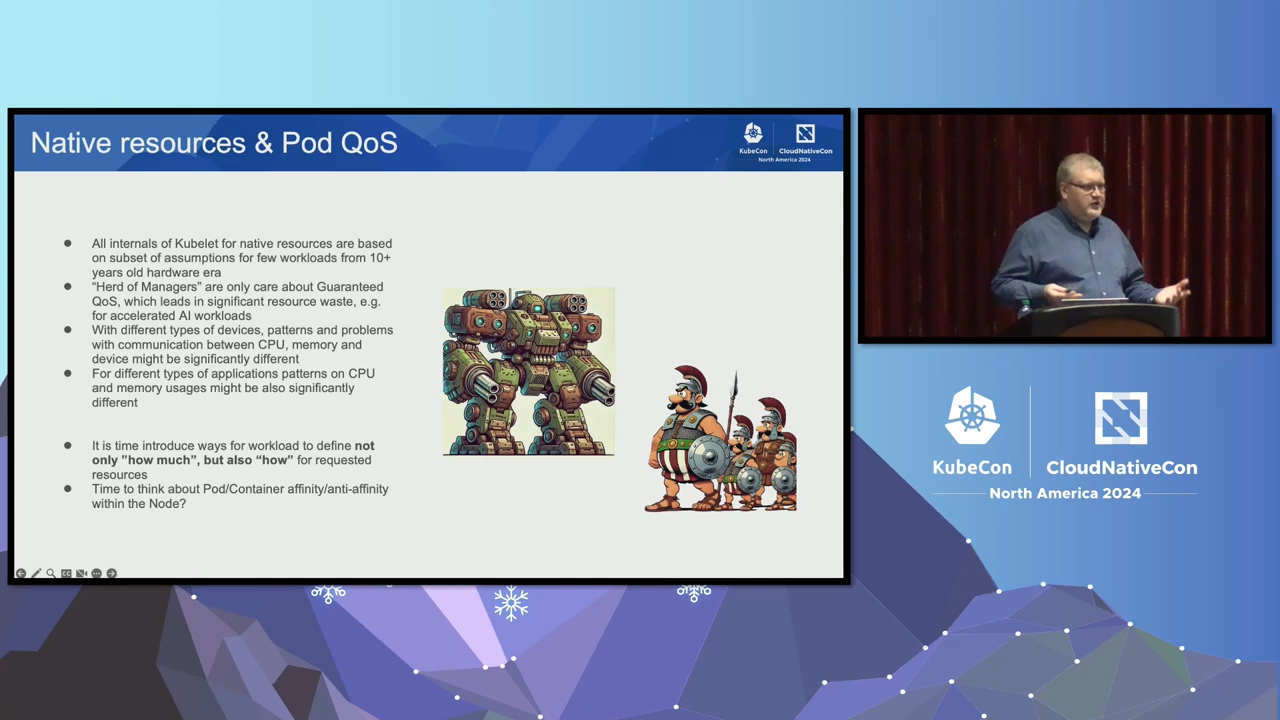 Native resources & Pod QoS
KubeCon
CloudNativeCon
North America 2024
All internals of Kubelet for native resources are based
on subset of assumptions for few workloads from 10+
years old hardware era
“Herd of Managers” are only care about Guaranteed
QoS, which leads in significant resource waste, e.g.
for accelerated AI workloads
With different types of devices, patterns and problems
with communication between CPU, memory and
device might be significantly different
For different types of applications patterns on CPU
and memory usages might be also significantly
different
It is time introduce ways for workload to define not
only ”how much”, but also “how” for requested
resources
Time to think about Pod/Container affinity/anti-affinity
within the Node?
KubeCon
CloudNativeCon
North America 2024